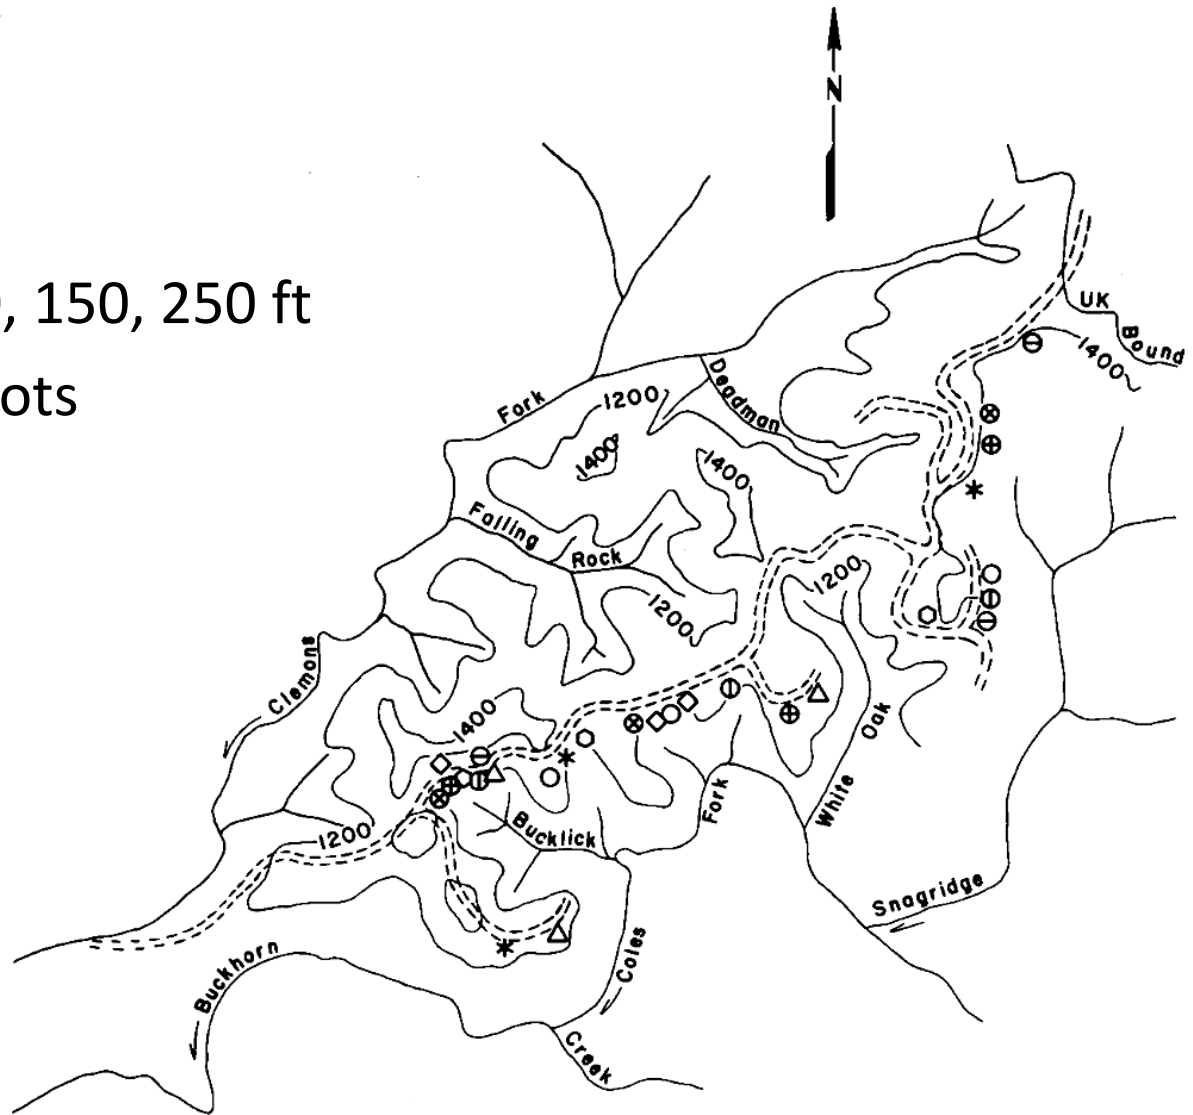 N
, 150, 250 ft
ots
UK
Bound
1400
Deadman
Fork
1200
1400
1400
Falling
Rock
1200
1200
Clemons
1400
White
Oak
Fork
Bucklick
1200
Snagridge
Coles
Buckhorn
Creek